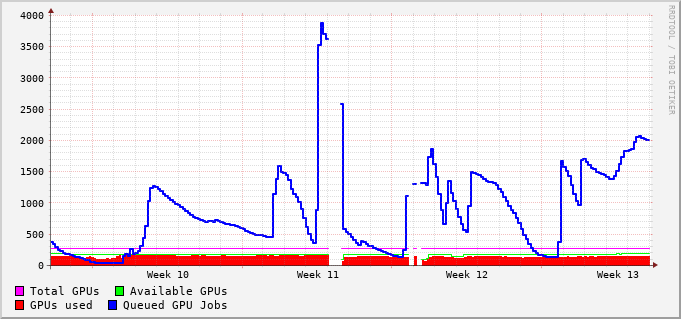 4000
3500
3000
2500
2000
1500
1000
500
0
Week 10 Week 11 Week 12 Week 13
Total GPUs Available GPUs
GPUs used Queued GPU Jobs
RRDTOOL / TOBI OETIKER